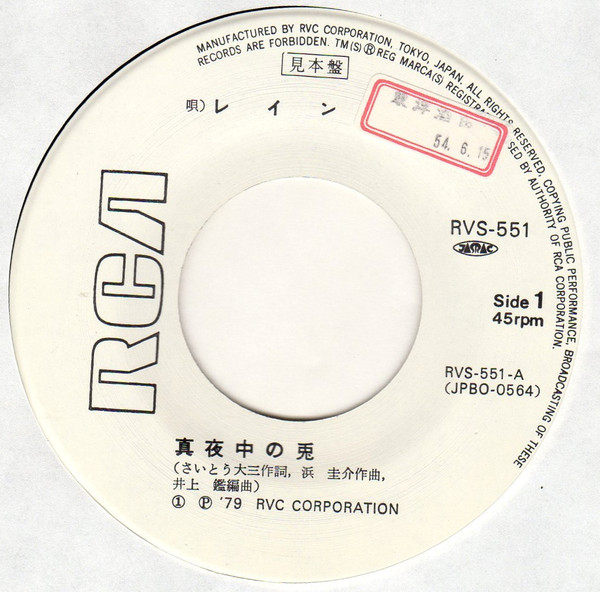 MANUFACTURED BY RVC CORPORATION, TOKYO, JAPAN. ALL RIGHTS RESERVED, COPYING PUBLIC PERFORMANCE, BROADCASTING OF THESE
RECORDS ARE FORBIDDEN. TM(S) Ⓡ REG MARCA(S) REGISTRA SED BY AUTHORITY OF RCA CORPORATION.
見本盤
唄)レイン
54. 6. 15
RCA
RVS-551
JASRAC
Side 1
45rpm
RVS-551-A
(JPBO-0564)
真夜中の兎
(さいとう大三作詞, 浜 圭介作曲,
井上 鑑編曲)
① Ⓟ '79 RVC CORPORATION